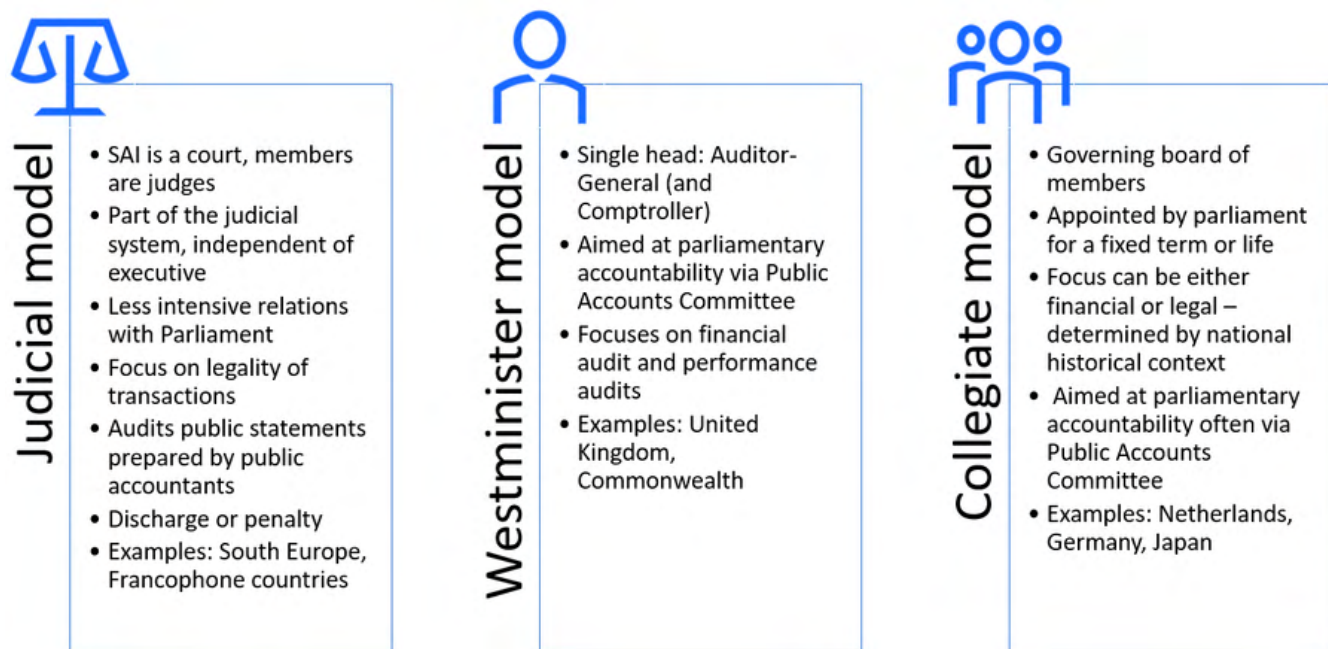 Judicial model
• SAI is a court, members
are judges
• Part of the judicial
system, independent of
executive
• Less intensive relations
with Parliament
• Focus on legality of
transactions
• Audits public statements
prepared by public
accountants
• Discharge or penalty
• Examples: South Europe,
Francophone countries
Westminister model
• Single head: Auditor-
General (and
Comptroller)
• Aimed at parliamentary
accountability via Public
Accounts Committee
• Focuses on financial
audit and performance
audits
• Examples: United
Kingdom,
Commonwealth
Collegiate model
• Governing board of
members
• Appointed by parliament
for a fixed term or life
• Focus can be either
financial or legal –
determined by national
historical context
• Aimed at parliamentary
accountability often via
Public Accounts
Committee
• Examples: Netherlands,
Germany, Japan